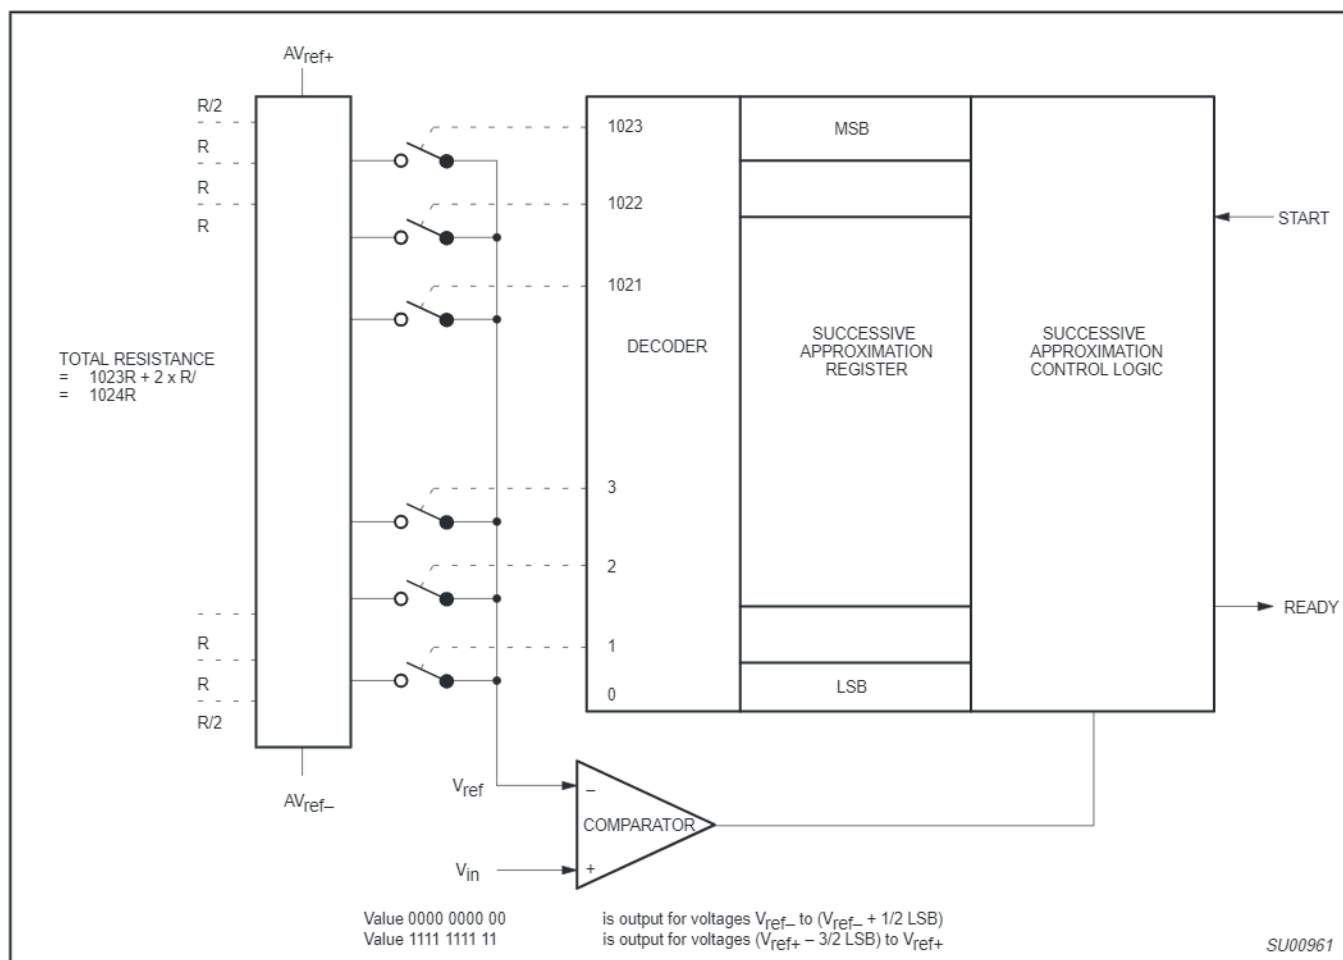 AVref+
R/2
R
R
R
1023
1022
1021
MSB
START
DECODER
SUCCESSIVE
APPROXIMATION
REGISTER
SUCCESSIVE
APPROXIMATION
CONTROL LOGIC
TOTAL RESISTANCE
= 1023R + 2 x R/
= 1024R
3
2
1
0
READY
R
R
R/2
LSB
AVref–
Vref
–
COMPARATOR
Vin
+
Value 0000 0000 00 is output for voltages Vref– to (Vref– + 1/2 LSB)
Value 1111 1111 11 is output for voltages (Vref+ – 3/2 LSB) to Vref+
SU00961